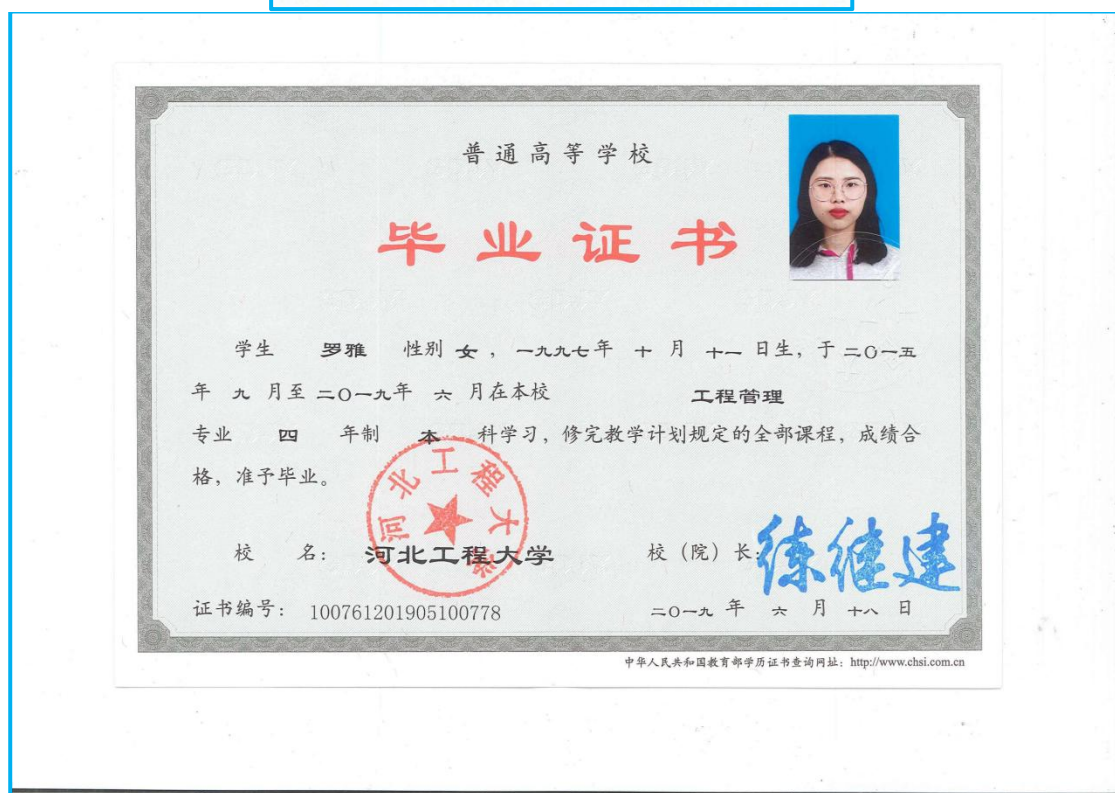 普通高等学校
毕业证书
学生 罗雅 性别 女 ，一九九七年 十 月 十一 日生，于二〇一五
年 九 月至 二〇一九年 六 月在本校 工程管理
专业 四 年制 本 科学习，修完教学计划规定的全部课程，成绩合
格，准予毕业。
河北工程大学
校 名： 河北工程大学 校（院）长：练继建
证书编号： 100761201905100778 二〇一九 年 六 月 十八 日
中华人民共和国教育部学历证书查询网址：http://www.chsi.com.cn